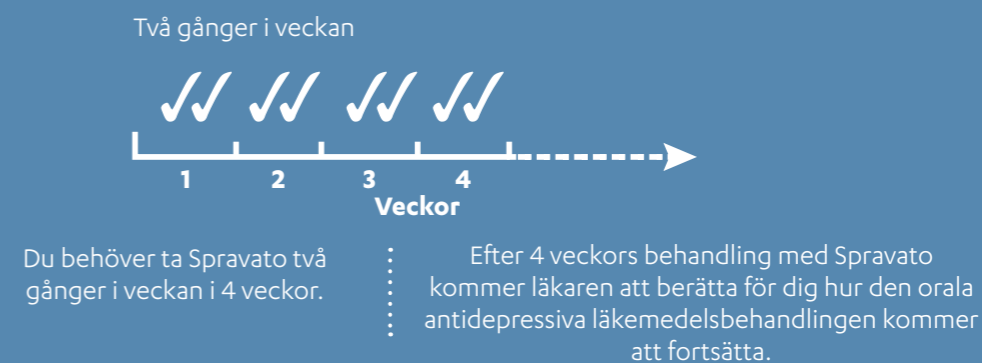 Två gånger i veckan
1 2 3 4
Veckor
Du behöver ta Spravato två
gånger i veckan i 4 veckor.
Efter 4 veckors behandling med Spravato
kommer läkaren att berätta för dig hur den orala
antidepressiva läkemedelsbehandlingen kommer
att fortsätta.